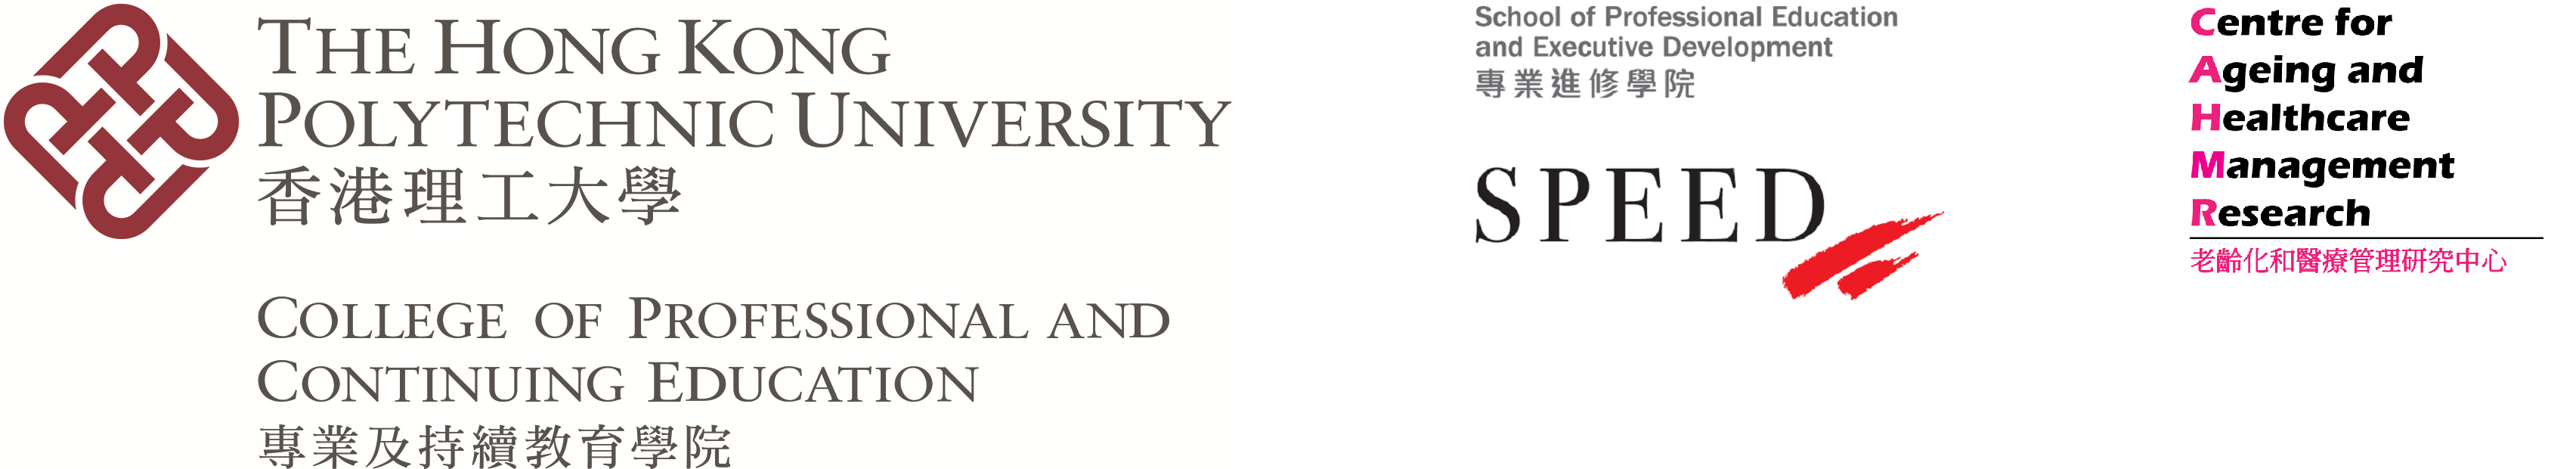 THE HONG KONG
POLYTECHNIC UNIVERSITY
香港理工大學
COLLEGE OF PROFESSIONAL AND
CONTINUING EDUCATION
專業及持續教育學院
School of Professional Education
and Executive Development
專業進修學院
SPEED
Centre for
Ageing and
Healthcare
Management
Research
老齡化和醫療管理研究中心